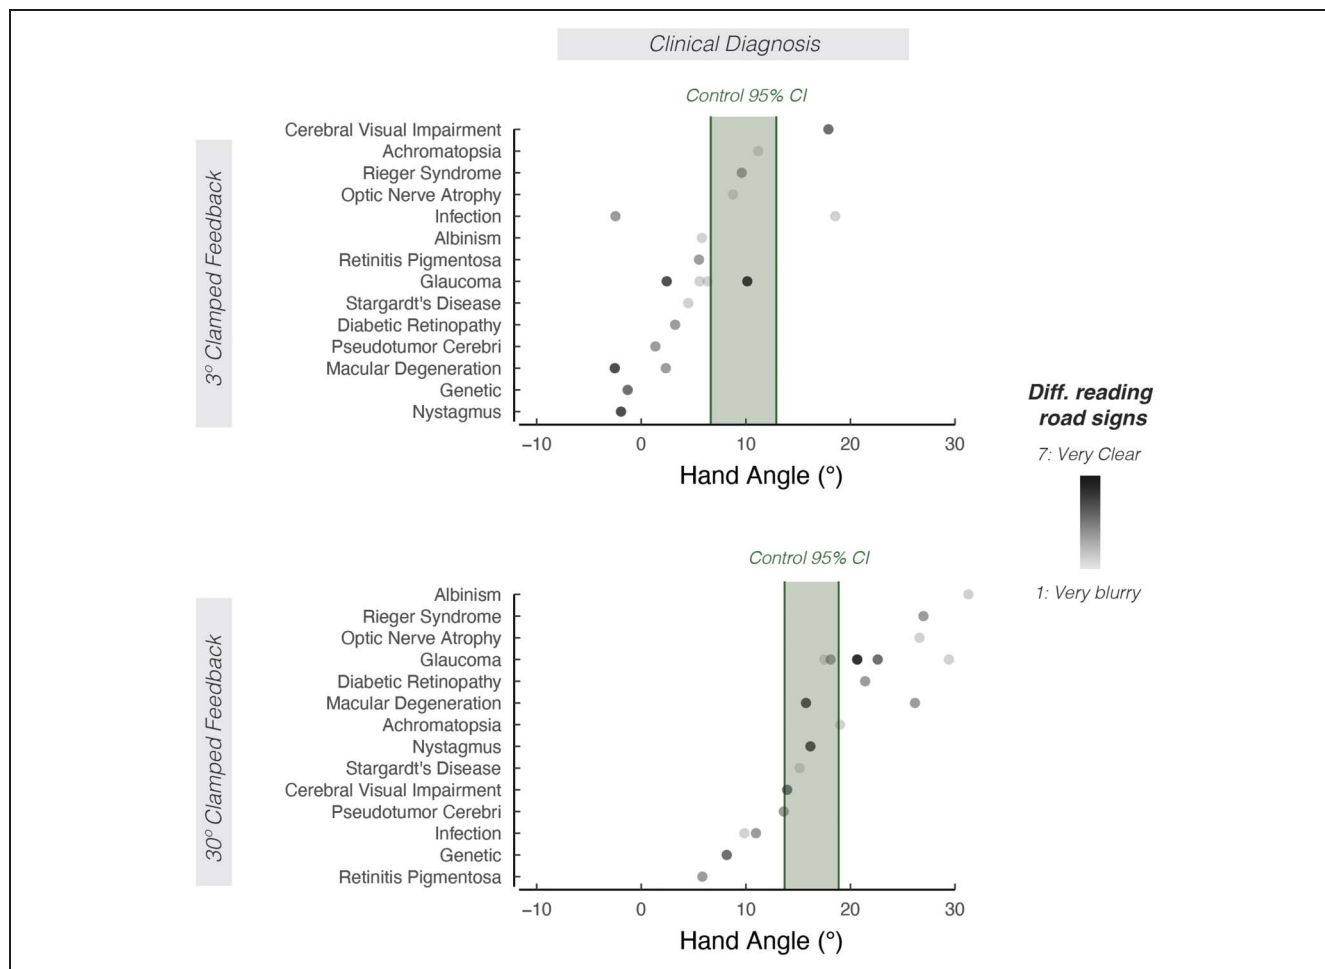 Clinical Diagnosis
Control 95% CI
3º Clamped Feedback
Cerebral Visual Impairment
Achromatopsia
Rieger Syndrome
Optic Nerve Atrophy
Infection
Albinism
Retinitis Pigmentosa
Glaucoma
Stargardt's Disease
Diabetic Retinopathy
Pseudotumor Cerebri
Macular Degeneration
Genetic
Nystagmus
−10 0 10 20 30
Hand Angle (°)
Diff. reading
road signs
7: Very Clear
1: Very blurry
Control 95% CI
30º Clamped Feedback
Albinism
Rieger Syndrome
Optic Nerve Atrophy
Glaucoma
Diabetic Retinopathy
Macular Degeneration
Achromatopsia
Nystagmus
Stargardt's Disease
Cerebral Visual Impairment
Pseudotumor Cerebri
Infection
Genetic
Retinitis Pigmentosa
−10 0 10 20 30
Hand Angle (°)